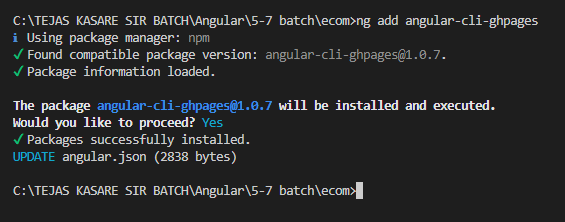 C:\TEJAS KASARE SIR BATCH\Angular\5-7 batch\ecom>ng add angular-cli-ghpages
i Using package manager: npm
✓ Found compatible package version: angular-cli-ghpages@1.0.7.
✓ Package information loaded.
The package angular-cli-ghpages@1.0.7 will be installed and executed.
Would you like to proceed? Yes
✓ Packages successfully installed.
UPDATE angular.json (2838 bytes)
C:\TEJAS KASARE SIR BATCH\Angular\5-7 batch\ecom>